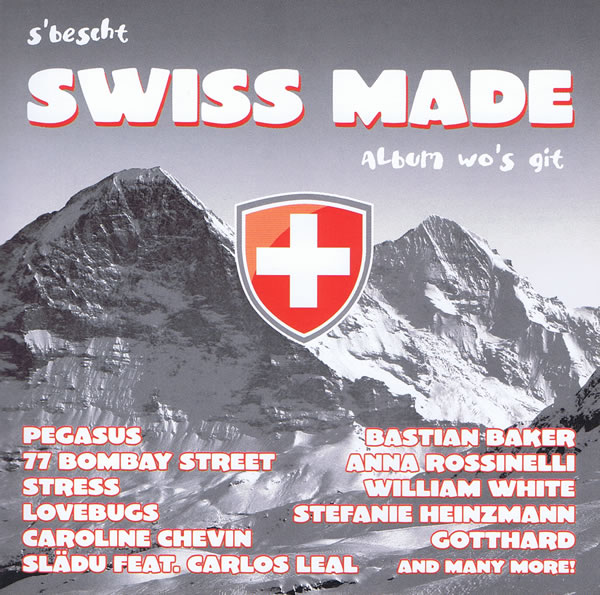 s'bescht
SWISS MADE
ALBUM wo's git
PEGASUS
77 BOMBAY STREET
STRESS
LOVEBUGS
CAROLINE CHEVIN
SLÄDU FEAT. CARLOS LEAL
BASTIAN BAKER
ANNA ROSSINELLI
WILLIAM WHITE
STEFANIE HEINZMANN
GOTTHARD
AND MANY MORE!